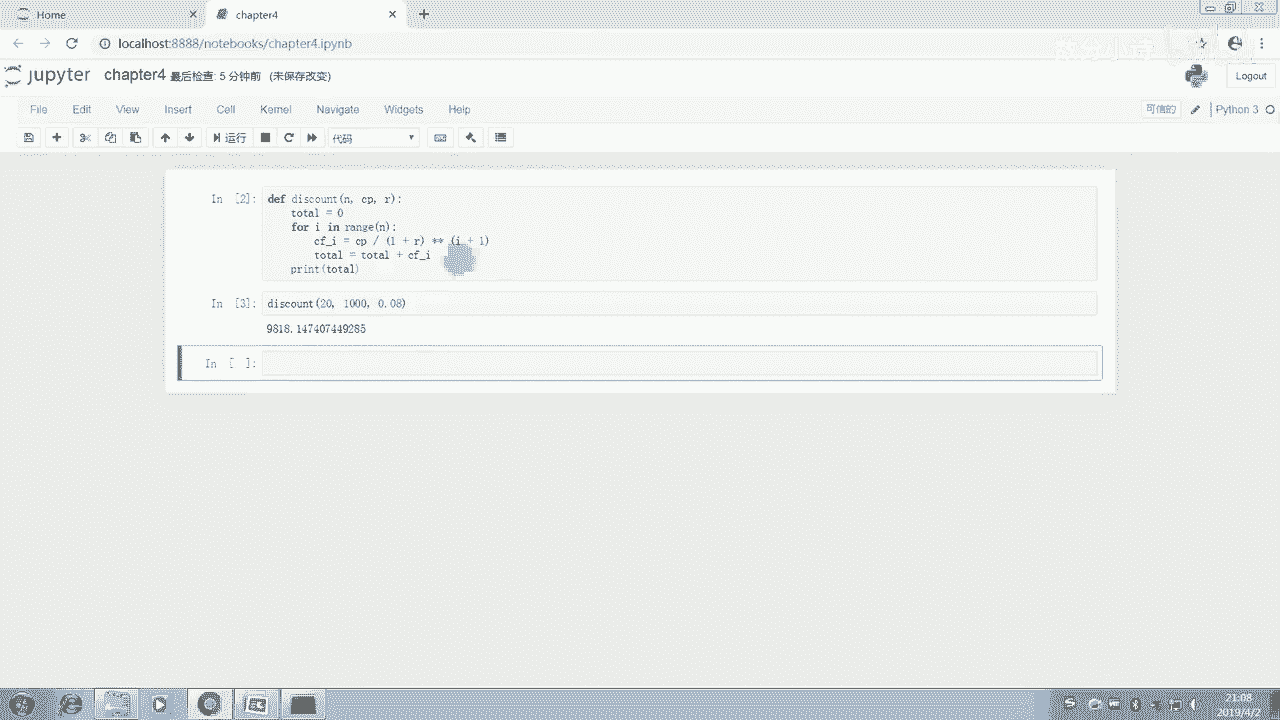 Home
chapter4
localhost:8888/notebooks/chapter4.ipynb
jupyter chapter4 最后检查: 5 分钟前 (未保存改变)
Logout
File Edit View Insert Cell Kernel Navigate Widgets Help
可信的 Python 3
运行 代码
In [2]: def discount(n, cp, r):
total = 0
for i in range(n):
cf_i = cp / (1 + r) ** (i + 1)
total = total + cf_i
print(total)
In [3]: discount(20, 1000, 0.08)
9818.147407449285
In [ ]:
21:08